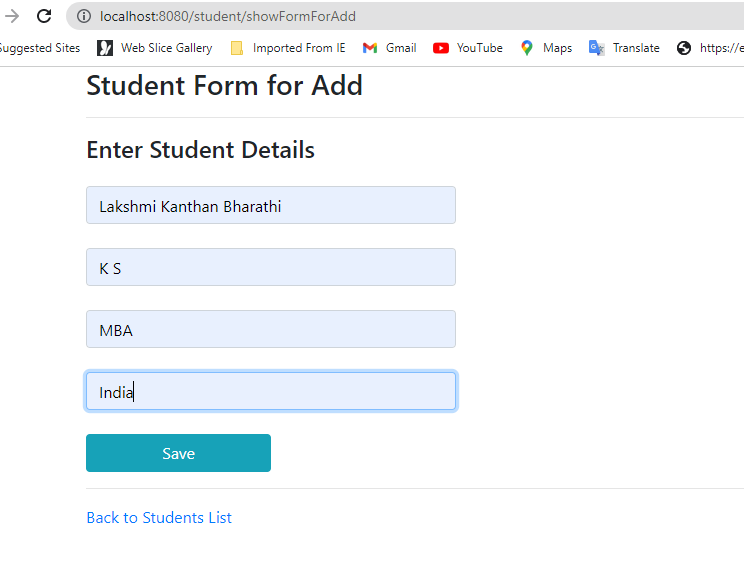 localhost:8080/student/showFormForAdd
uggested Sites Web Slice Gallery Imported From IE Gmail YouTube Maps Translate https://e
Student Form for Add
Enter Student Details
Lakshmi Kanthan Bharathi
K S
MBA
India
Save
Back to Students List